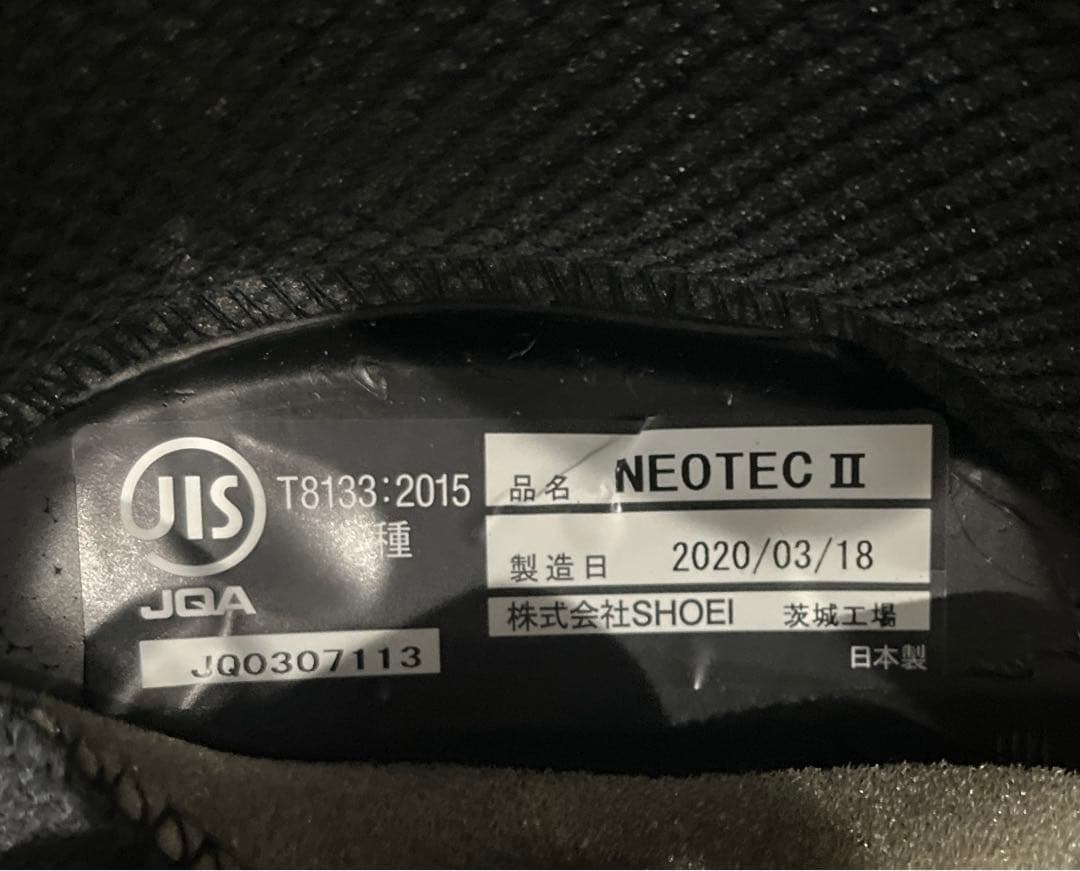 JIS
T8133:2015
種
JQA
JQ0307113
品名 NEOTEC II
製造日 2020/03/18
株式会社SHOEI 茨城工場
日本製